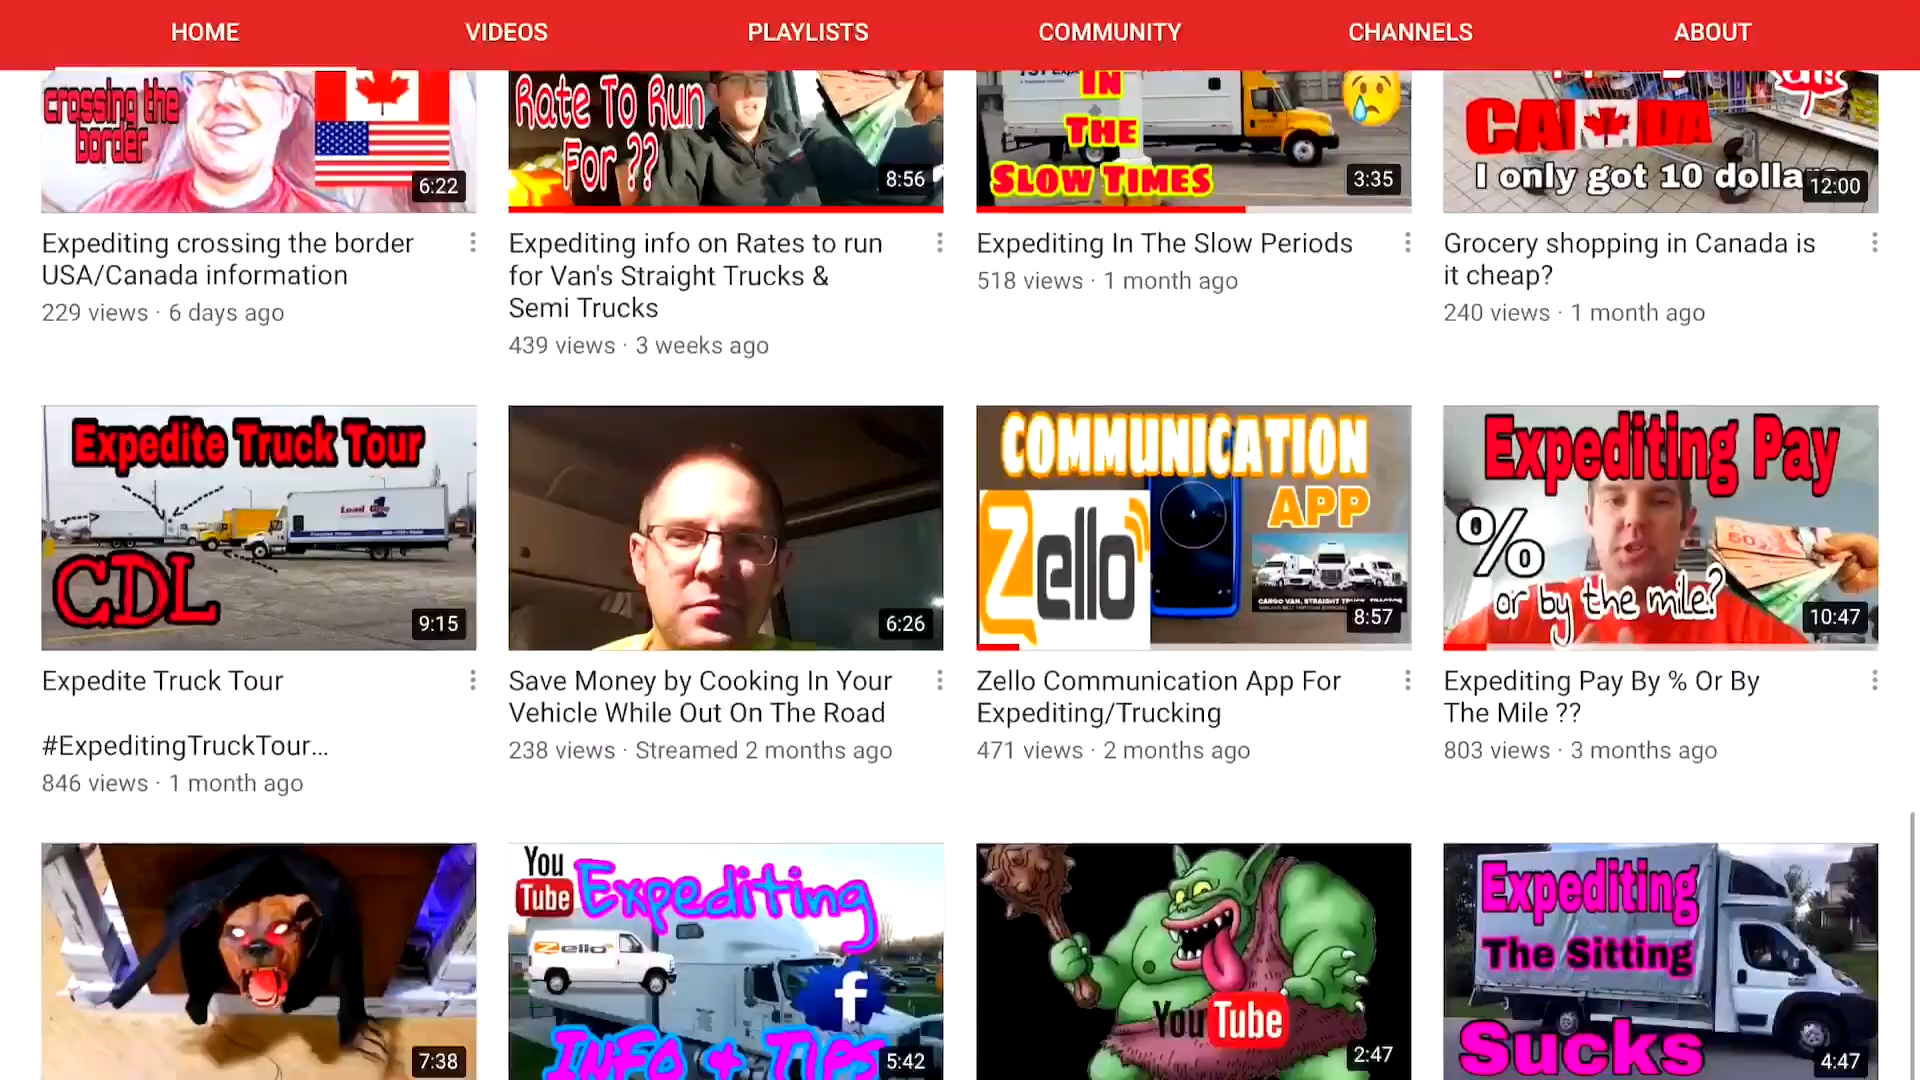 HOME VIDEOS PLAYLISTS COMMUNITY CHANNELS ABOUT
crossing the
border
6:22
Rate To Run
For ??
8:56
IN
THE
SLOW TIMES
3:35
CANADA
I only got 10 dolla
12:00
Expediting crossing the border
USA/Canada information
229 views · 6 days ago
Expediting info on Rates to run
for Van's Straight Trucks &
Semi Trucks
439 views · 3 weeks ago
Expediting In The Slow Periods
518 views · 1 month ago
Grocery shopping in Canada is
it cheap?
240 views · 1 month ago
Expedite Truck Tour
Load One
CDL
9:15
6:26
COMMUNICATION
APP
Zello
8:57
Expediting Pay
%
50
or by the mile?
10:47
Expedite Truck Tour
#ExpeditingTruckTour...
846 views · 1 month ago
Save Money by Cooking In Your
Vehicle While Out On The Road
238 views · Streamed 2 months ago
Zello Communication App For
Expediting/Trucking
471 views · 2 months ago
Expediting Pay By % Or By
The Mile ??
803 views · 3 months ago
7:38
You
Tube
Expediting
Zello
f
INFO + TIPS
5:42
YouTube
2:47
Expediting
The Sitting
Sucks
4:47